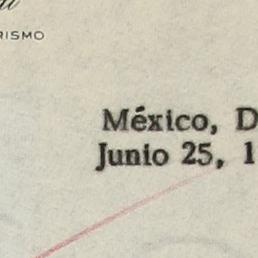 RISMO
México, D
Junio 25, 1